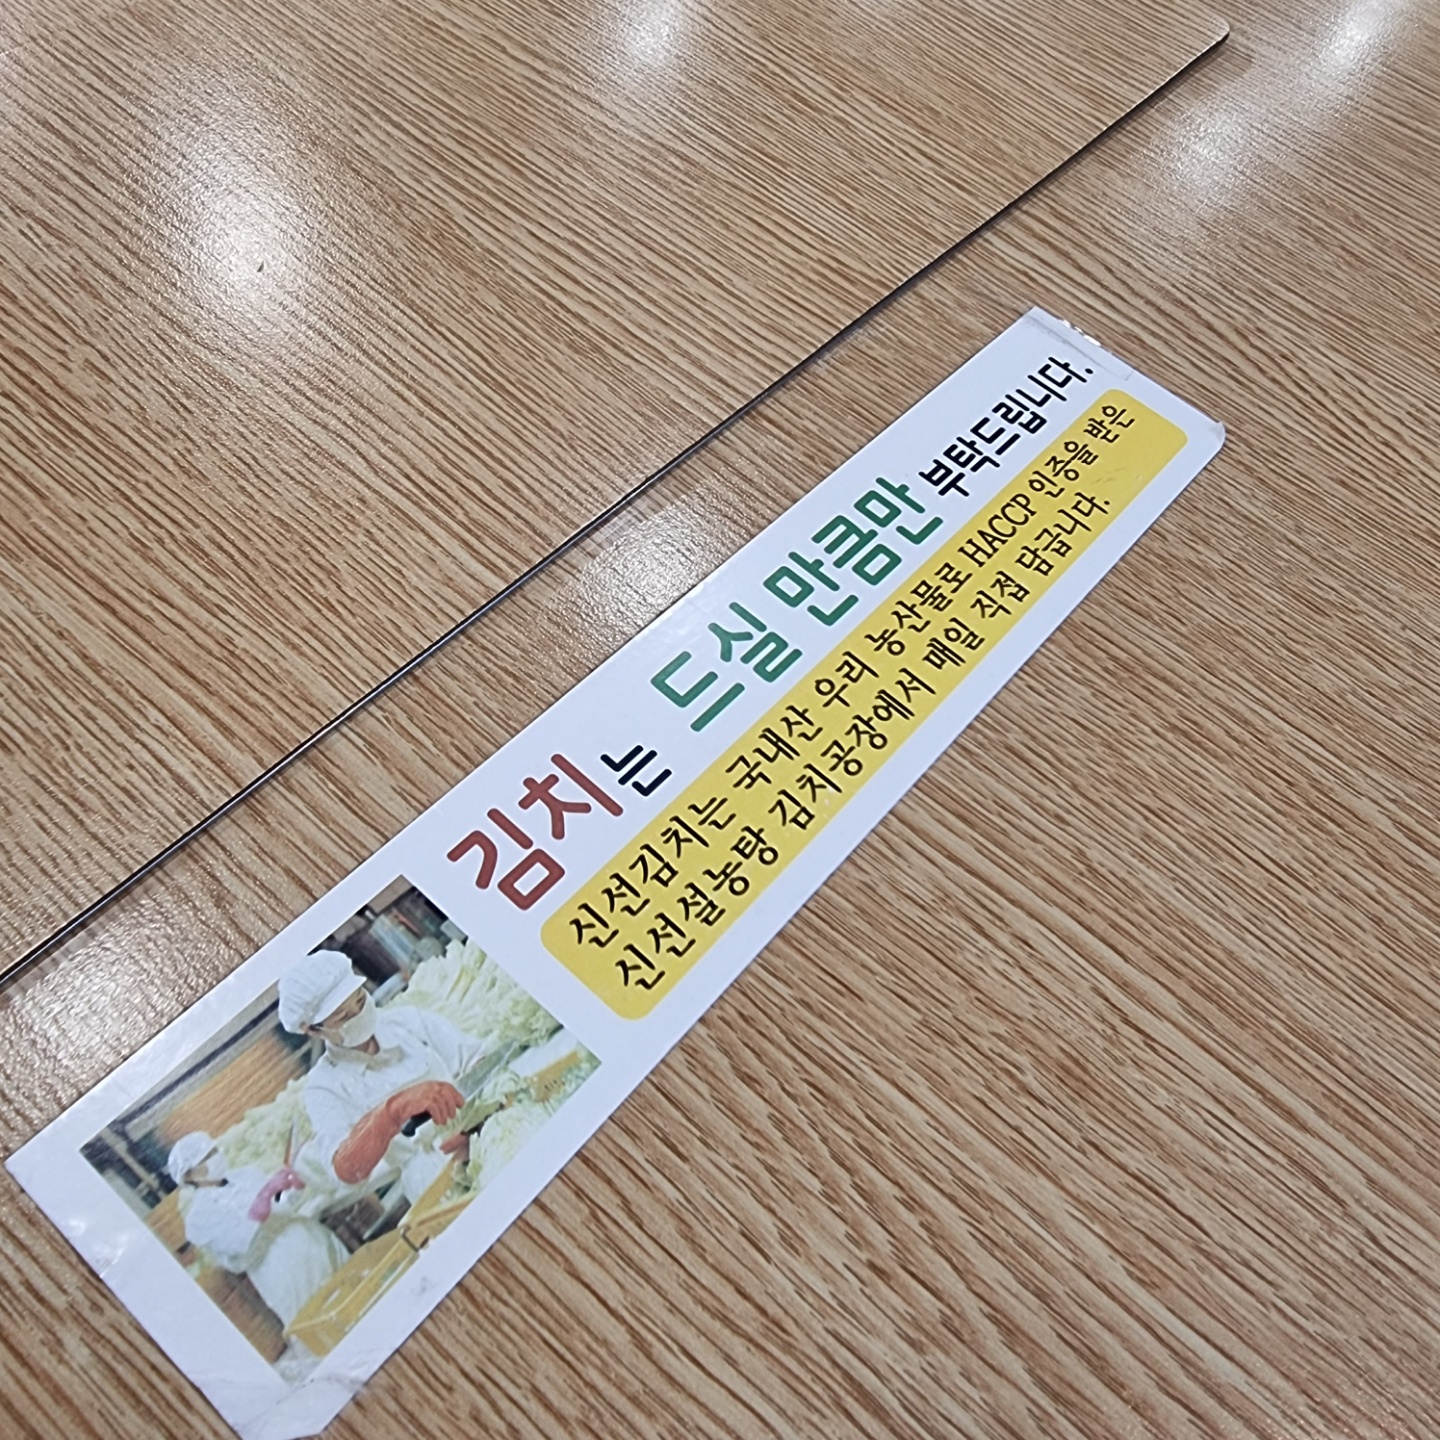 김치는 드실 만큼만 부탁드립니다.
신선김치는 국내산 우리 농산물로 HACCP 인증을 받은
신선설농탕 김치공장에서 매일 직접 담급니다.